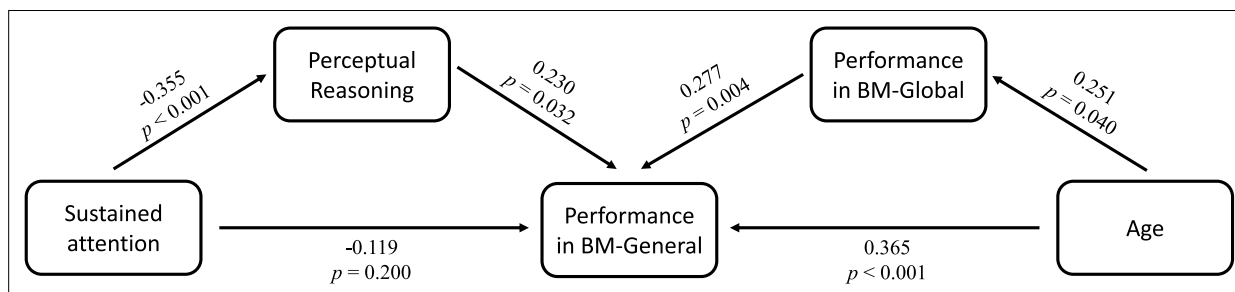 Perceptual
Reasoning
Performance
in BM-Global
-0.355
p < 0.001
0.230
p = 0.032
0.277
p = 0.004
0.251
p = 0.040
Sustained
attention
Performance
in BM-General
Age
-0.119
p = 0.200
0.365
p < 0.001